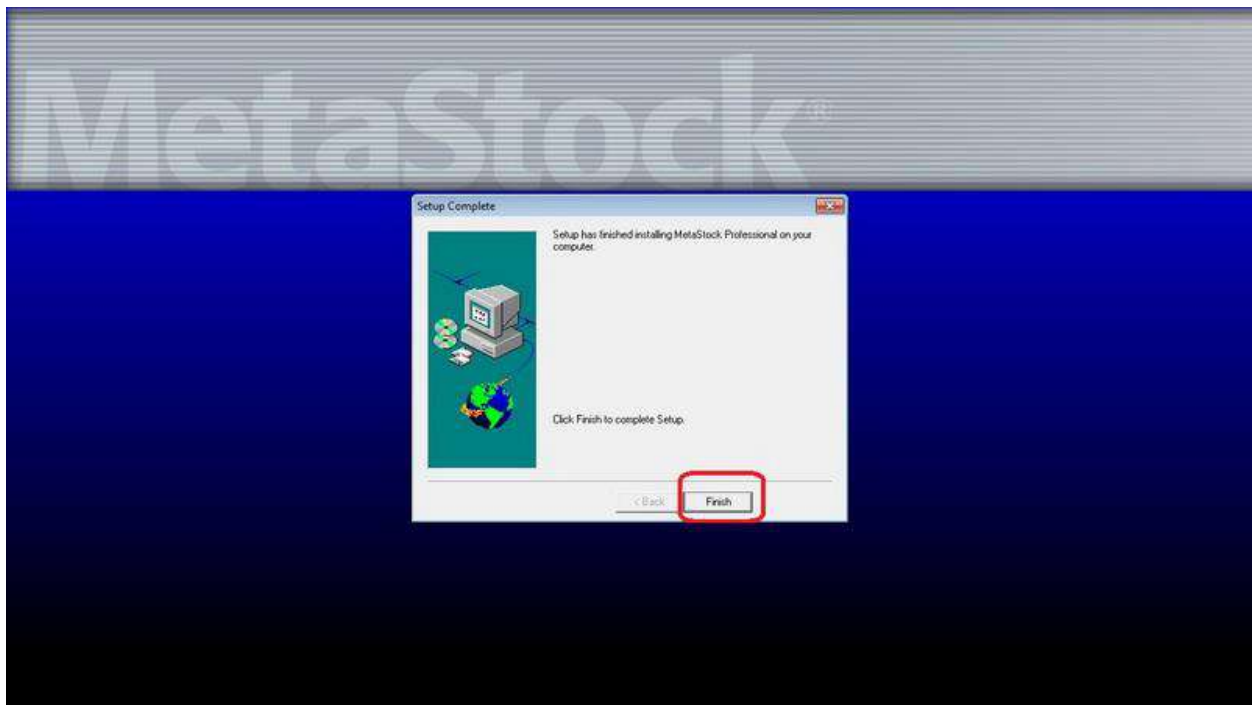 MetaStock®
Setup Complete
Setup has finished installing MetaStock Professional on your
computer.
Click Finish to complete Setup.
< Back
Finish